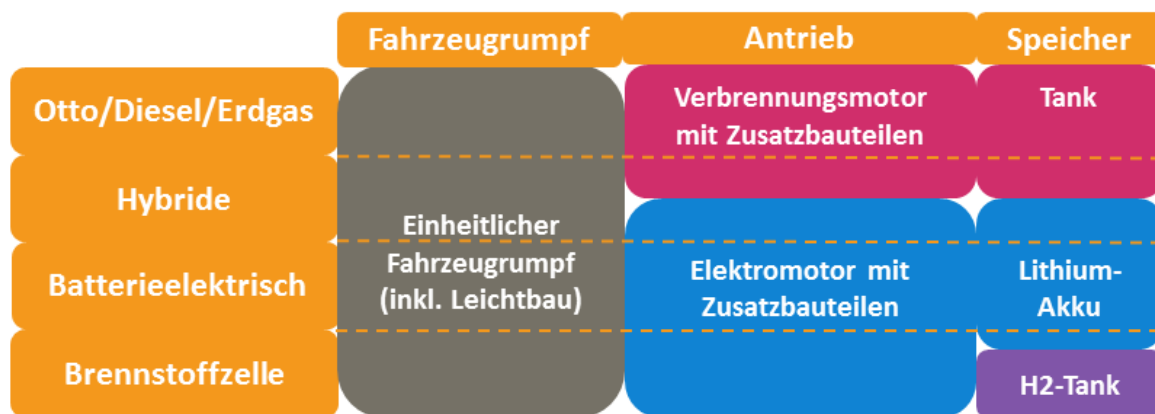 Fahrzeugrumpf
Antrieb
Speicher
Otto/Diesel/Erdgas
Verbrennungsmotor
mit Zusatzbauteilen
Tank
Hybride
Einheitlicher
Fahrzeugrumpf
(inkl. Leichtbau)
Batterieelektrisch
Elektromotor mit
Zusatzbauteilen
Lithium-
Akku
Brennstoffzelle
H2-Tank